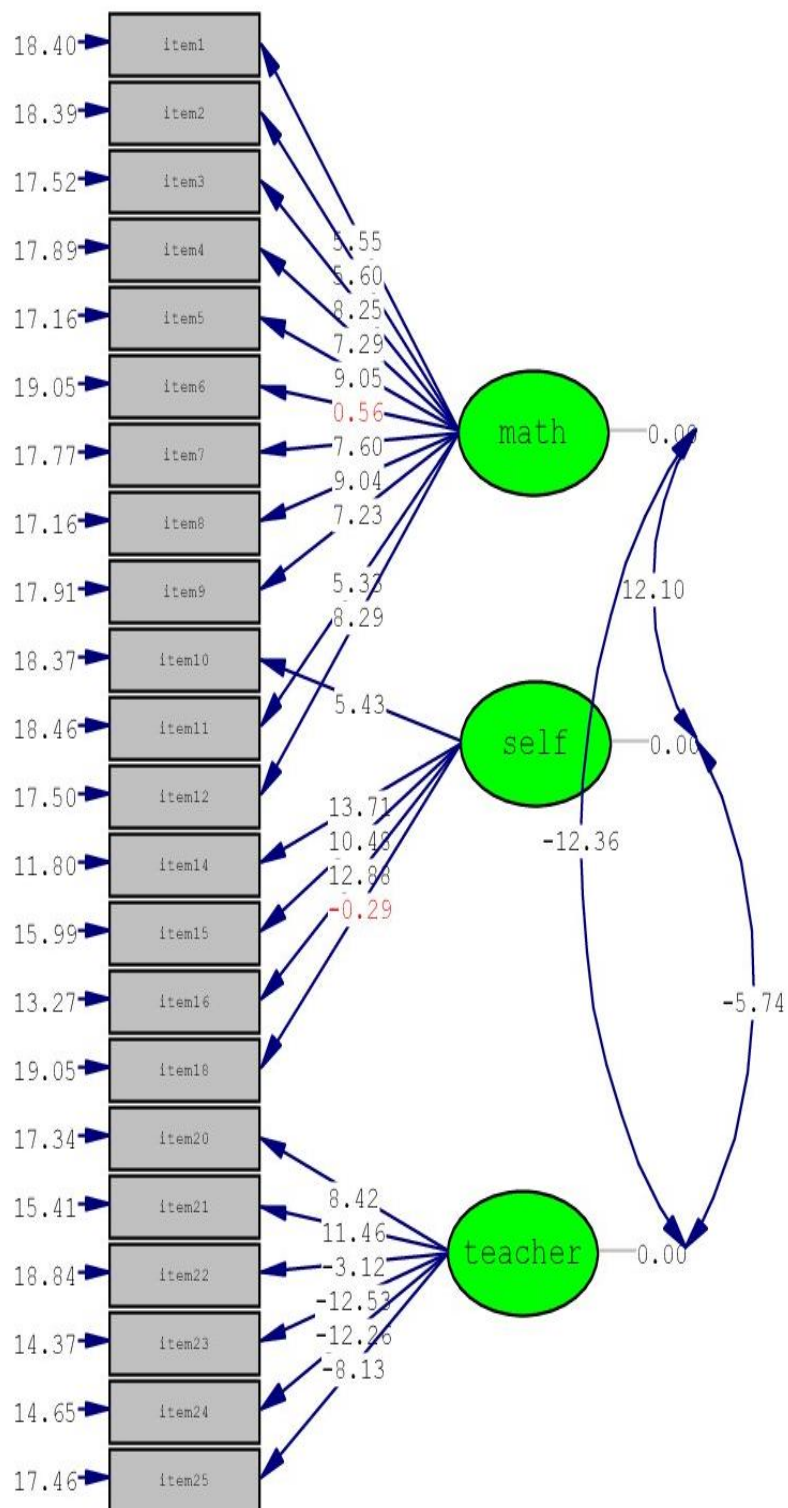 18.40 item1
18.39 item2
17.52 item3
17.89 item4
5.55
5.60
8.25
17.16 item5
7.29
9.05
19.05 item6
0.56
math 0.00
17.77 item7
7.60
9.04
17.16 item8
7.23
17.91 item9
5.33
12.10
8.29
18.37 item10
18.46 item11
5.43
self 0.00
17.50 item12
13.71
10.48
-12.36
11.80 item14
12.88
-0.29
15.99 item15
13.27 item16
-5.74
19.05 item18
17.34 item20
15.41 item21
8.42
11.46
teacher 0.00
18.84 item22
-3.12
-12.53
14.37 item23
-12.26
-8.13
14.65 item24
17.46 item25